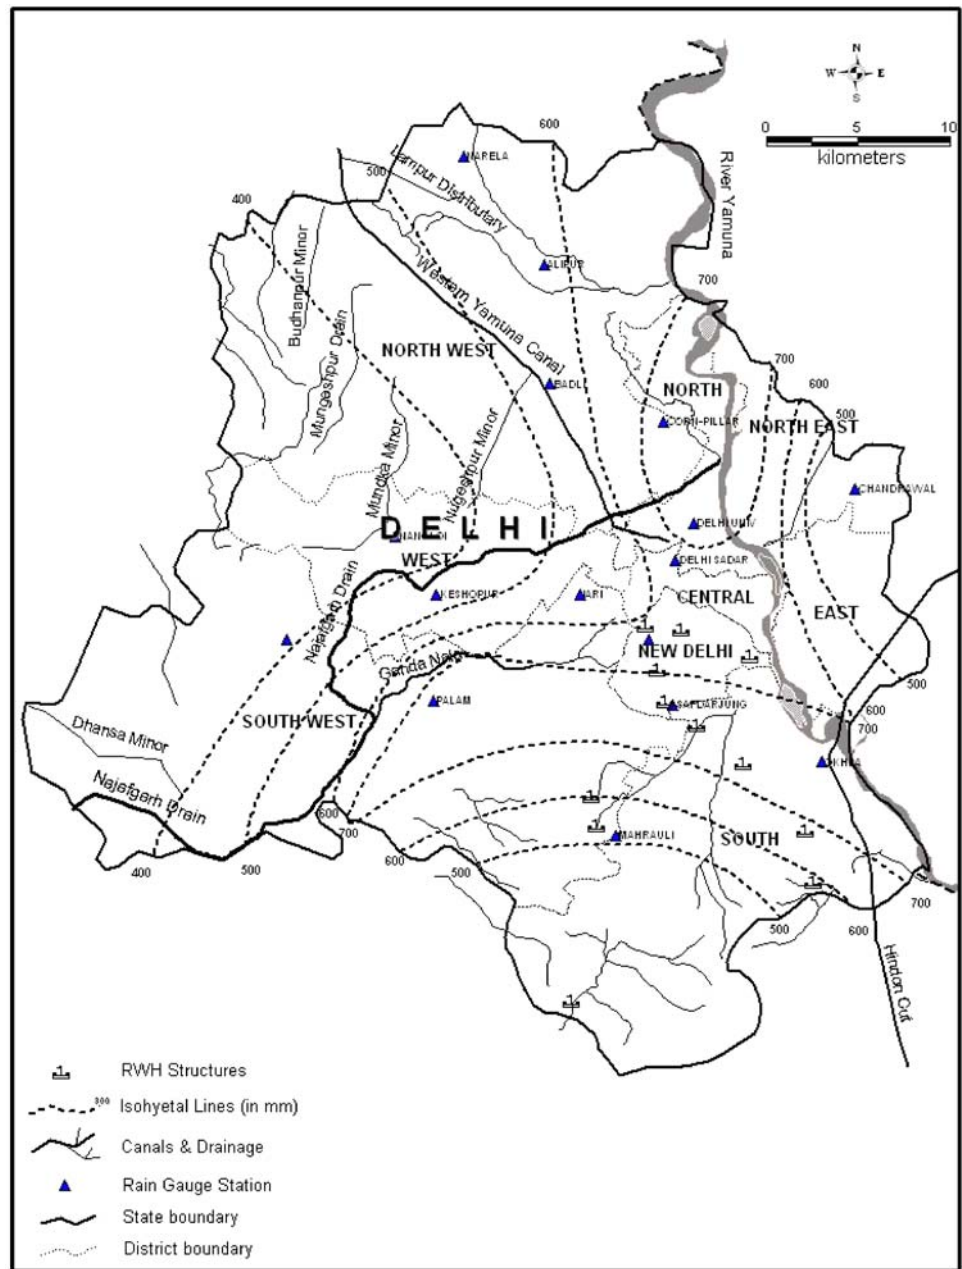 N
W E
S
0 5 10
kilometers
600
NARELA
Lampur Distributary
500
River Yamuna
400
Budhanpur Minor
ALIPUR
Western Yamuna Canal
700
NORTH WEST
Mungeshpur Drain
BADLI
NORTH
700
600
500
NORTH EAST
Mundka Minor
Nugeshpur Minor
CHANDRAWAL
DELHI
DELHI UNIV
WEST
DELHI SADAR
KESHOPUR
CENTRAL
EAST
Najafgarh Drain
NEW DELHI
Ganda Nala
500
PALAM
SAFDARJUNG
SOUTH WEST
600
700
Dhansa Minor
OKHLA
Najafgarh Drain
600
700
MAHRAULI
SOUTH
600
500
400
500
700
500
600
Hindon Cut
1 RWH Structures
800 Isohyetal Lines (in mm)
Canals & Drainage
Rain Gauge Station
State boundary
District boundary